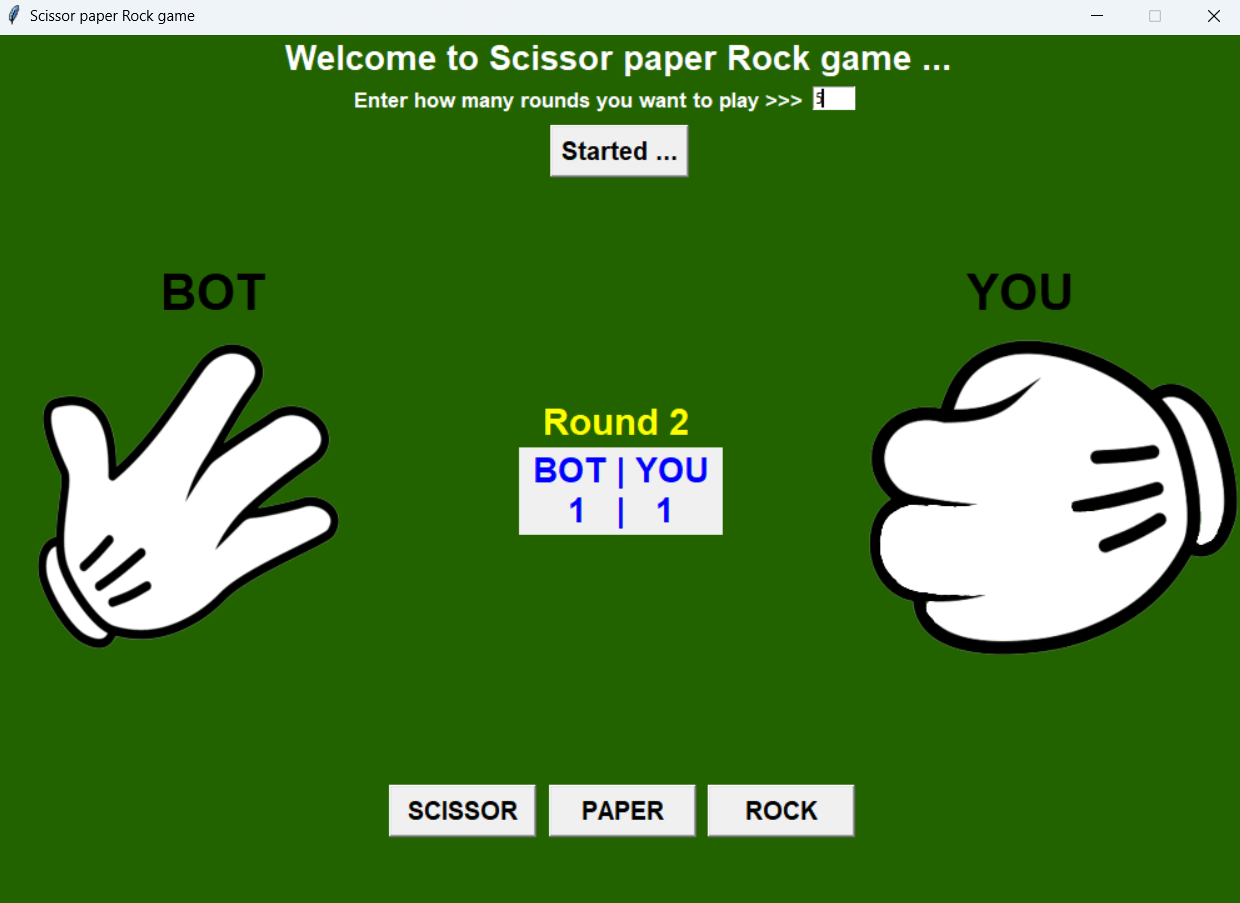 Scissor paper Rock game
Welcome to Scissor paper Rock game ...
Enter how many rounds you want to play >>> 5
Started ...
BOT
YOU
Round 2
BOT | YOU
1 | 1
SCISSOR PAPER ROCK